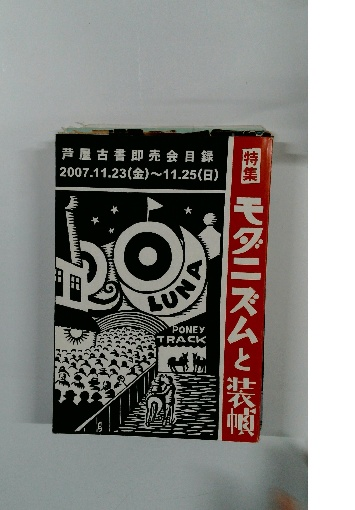 芦屋古書即売会目録
2007.11.23(金)〜11.25(日)
特集
モダニズムと装幀
LUNA
PONEY
TRACK